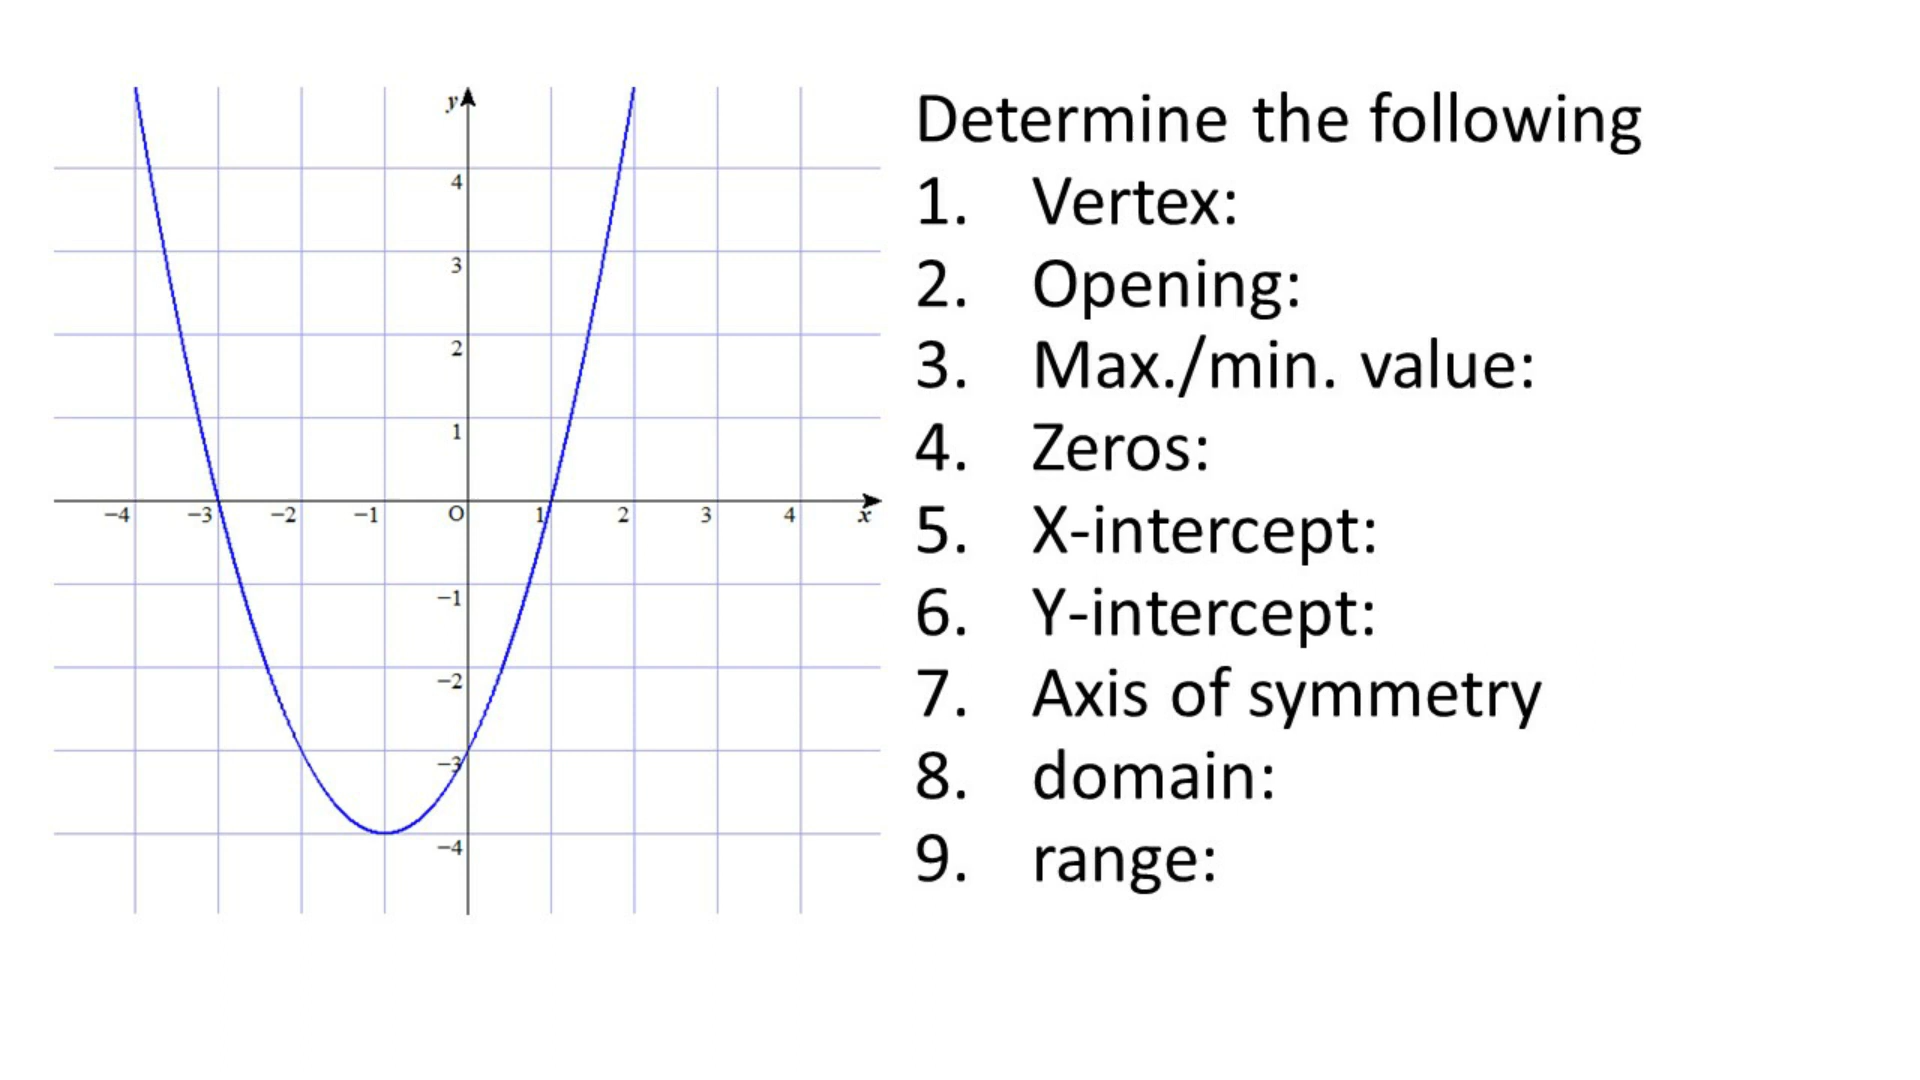 y
4
3
2
1
−4 −3 −2 −1 O 1 2 3 4 x
−1
−2
−3
−4
Determine the following
1. Vertex:
2. Opening:
3. Max./min. value:
4. Zeros:
5. X-intercept:
6. Y-intercept:
7. Axis of symmetry
8. domain:
9. range: